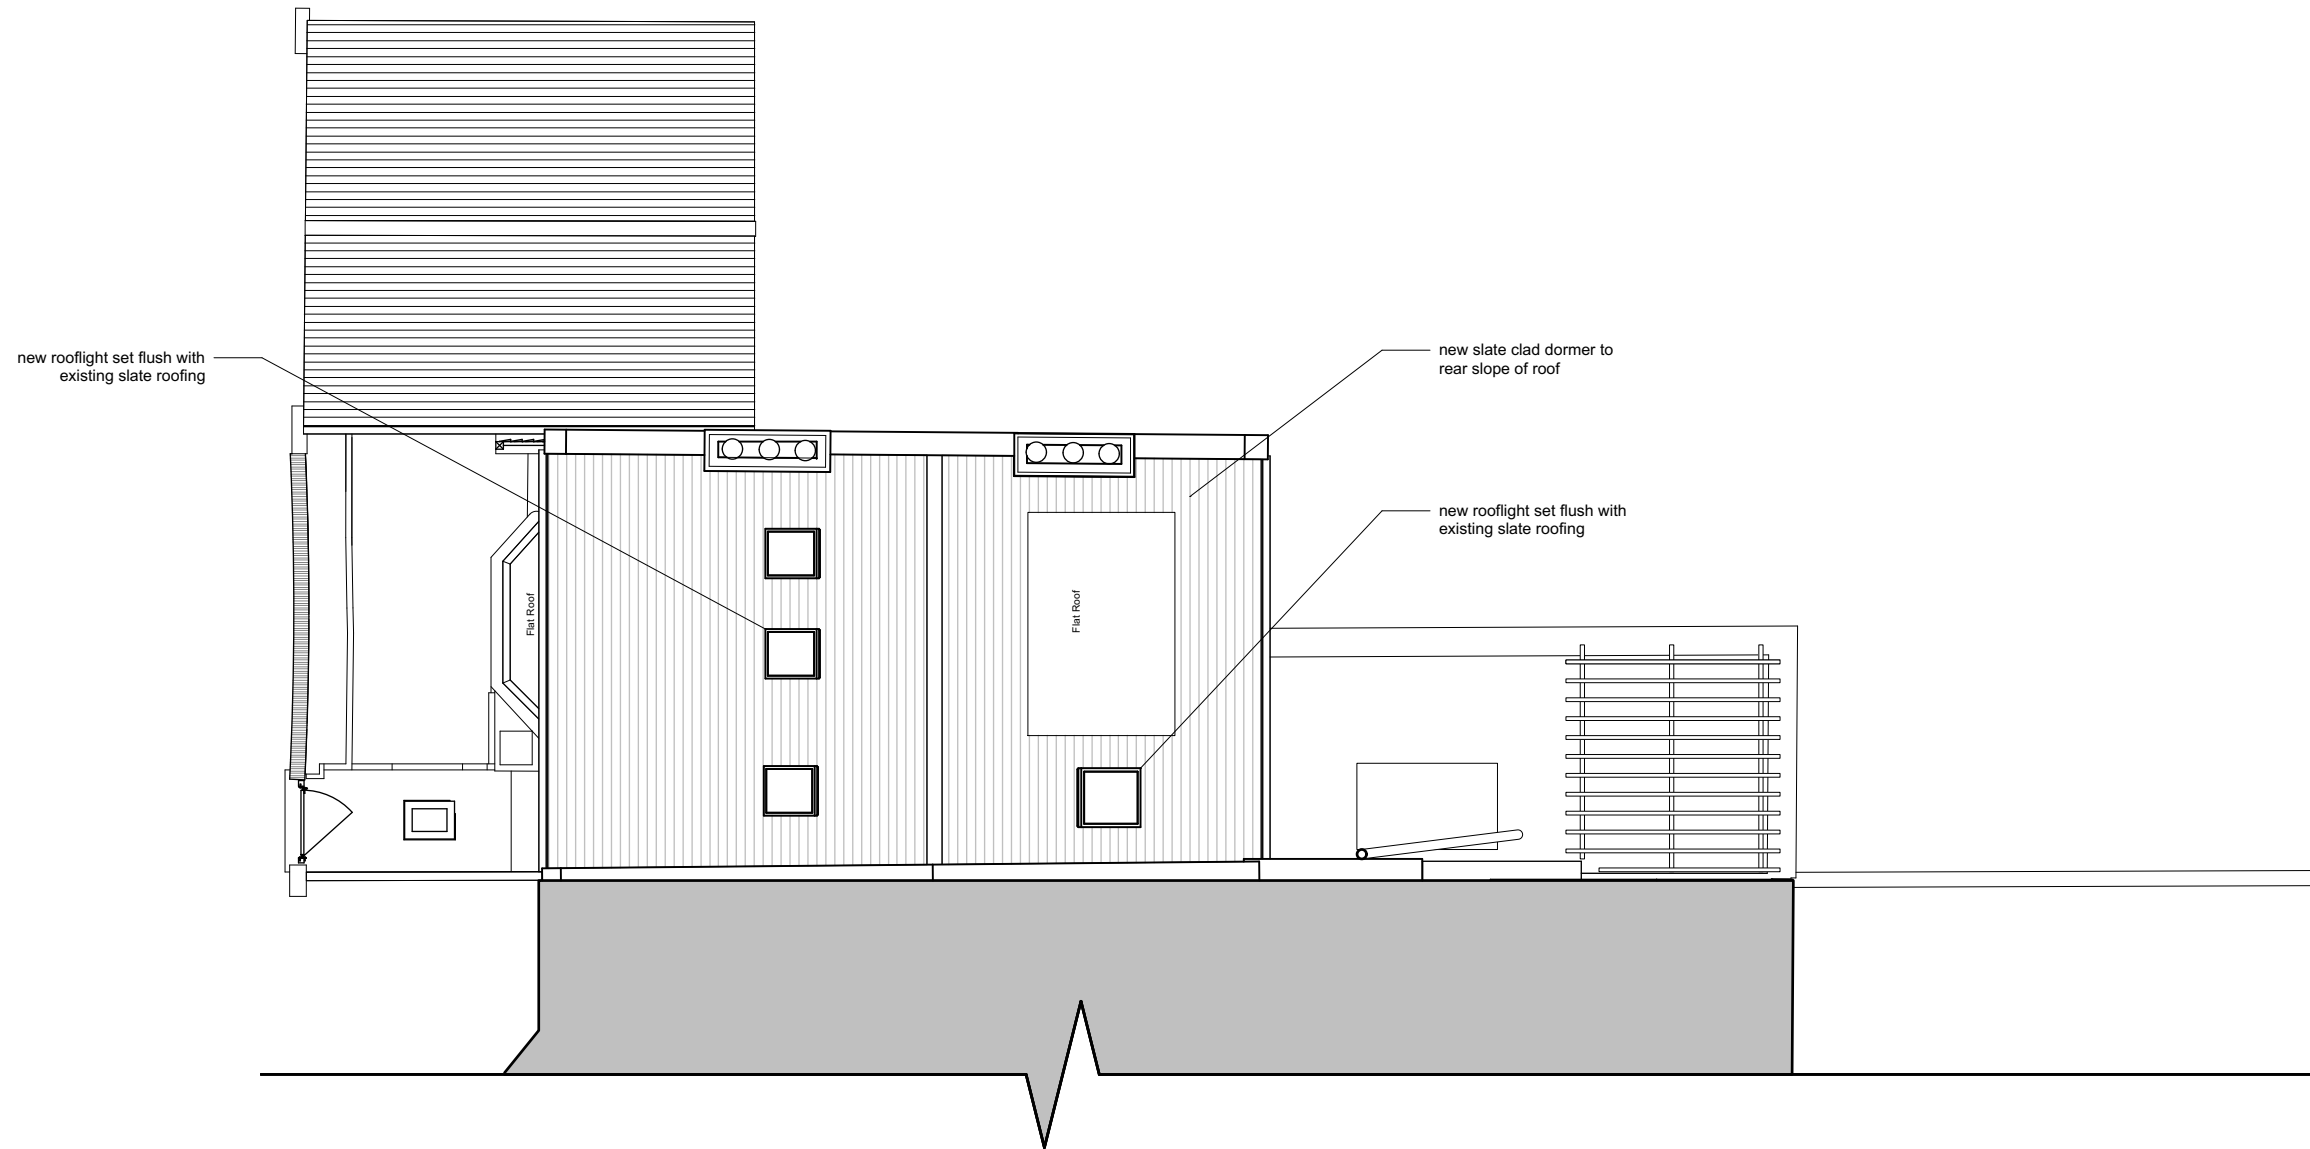 new rooflight set flush with
existing slate roofing
new slate clad dormer to
rear slope of roof
new rooflight set flush with
existing slate roofing
Flat Roof
Flat Roof